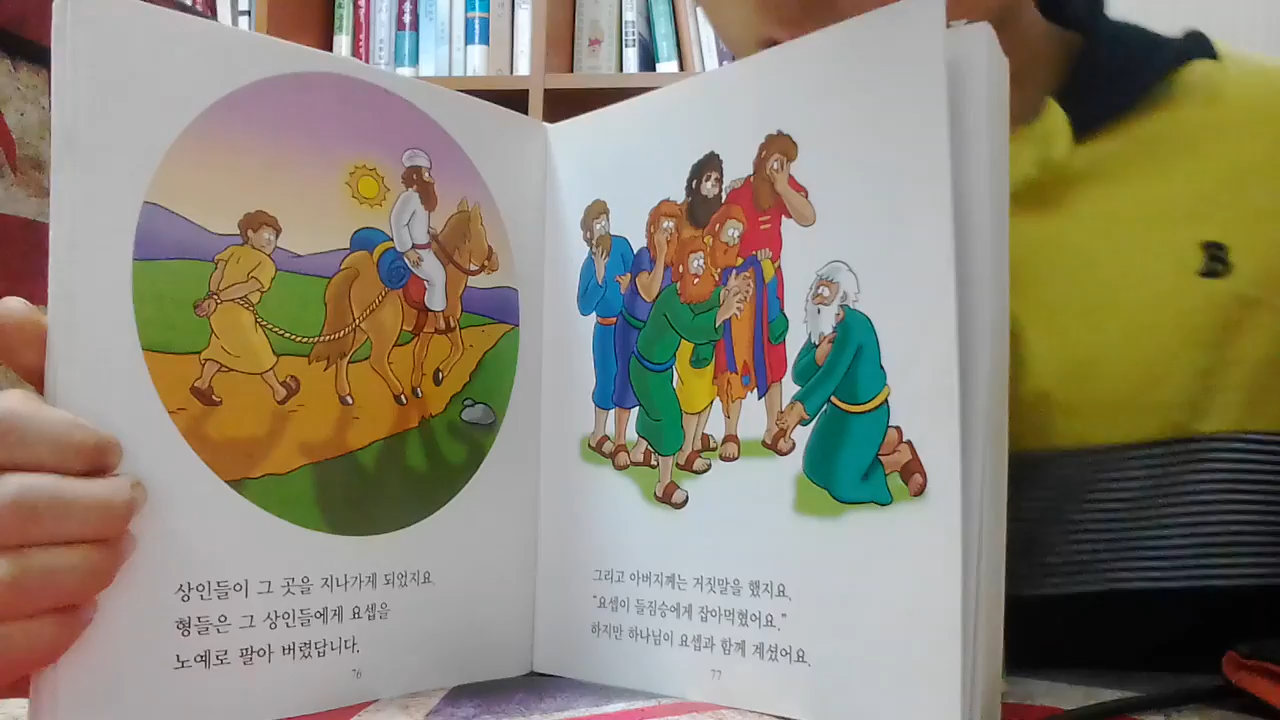 상인들이 그 곳을 지나가게 되었지요.
형들은 그 상인들에게 요셉을
노예로 팔아 버렸답니다.
76
그리고 아버지께는 거짓말을 했지요.
“요셉이 들짐승에게 잡아먹혔어요.”
하지만 하나님이 요셉과 함께 계셨어요.
77
B